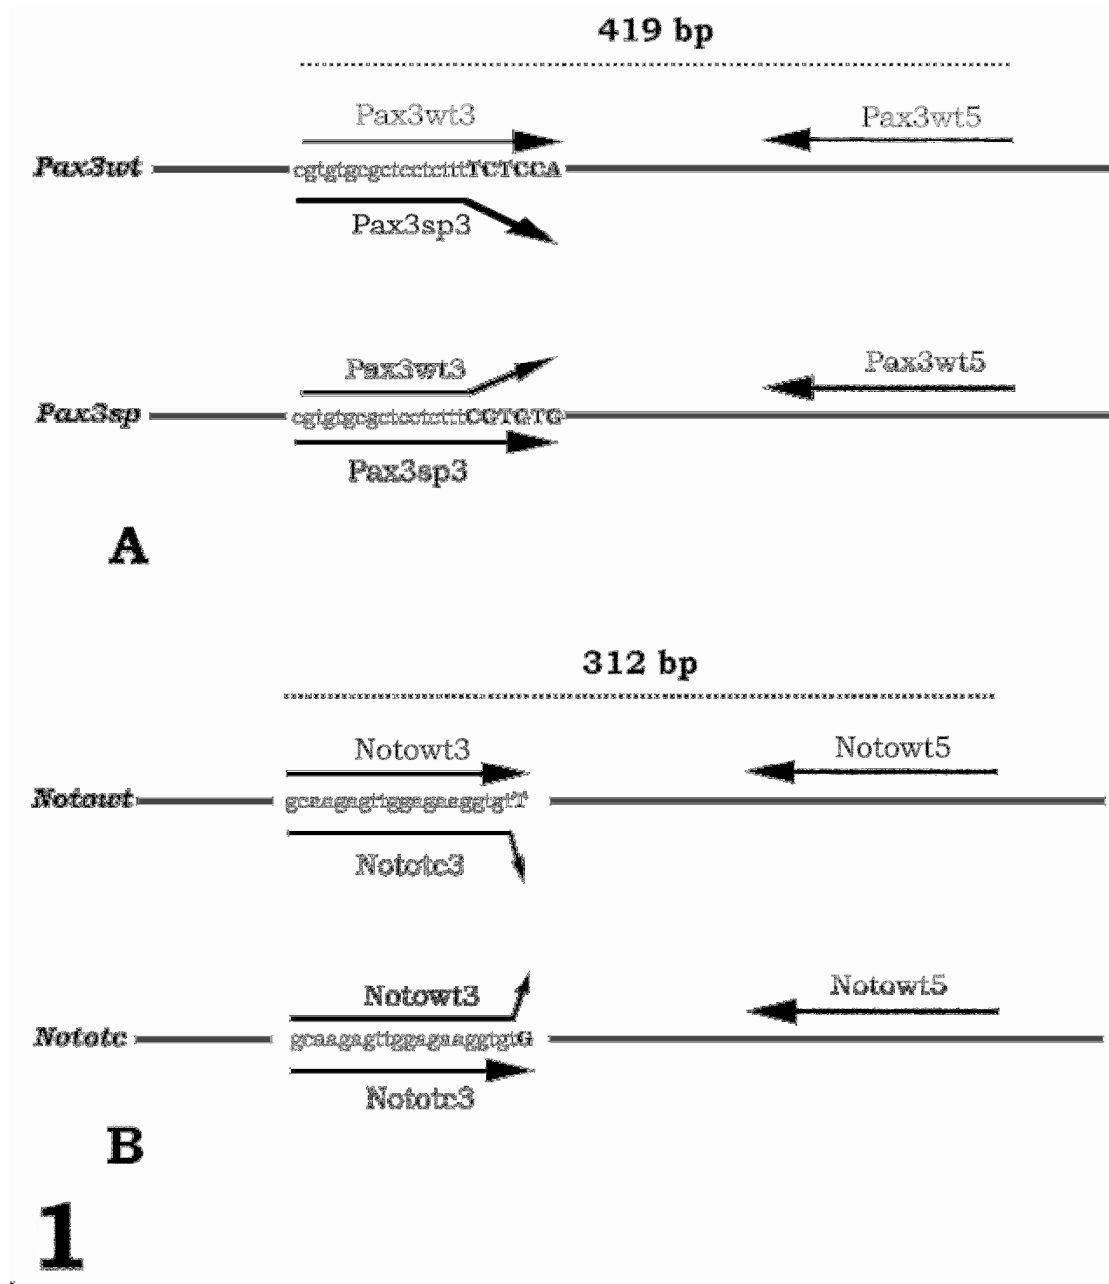 419 bp
Pax3wt3 Pax3wt5
Pax3wt cgtgtgcgctcctctttTCTCCA
Pax3sp3
Pax3wt3 Pax3wt5
Pax3sp cgtgtgcgctcctctttCGTGTG
Pax3sp3
A
312 bp
Notowt3 Notowt5
Notowt gcaagagttggagaaggtgtT
Nototc3
Notowt3 Notowt5
Nototc gcaagagttggagaaggtgtG
Nototc3
B
1